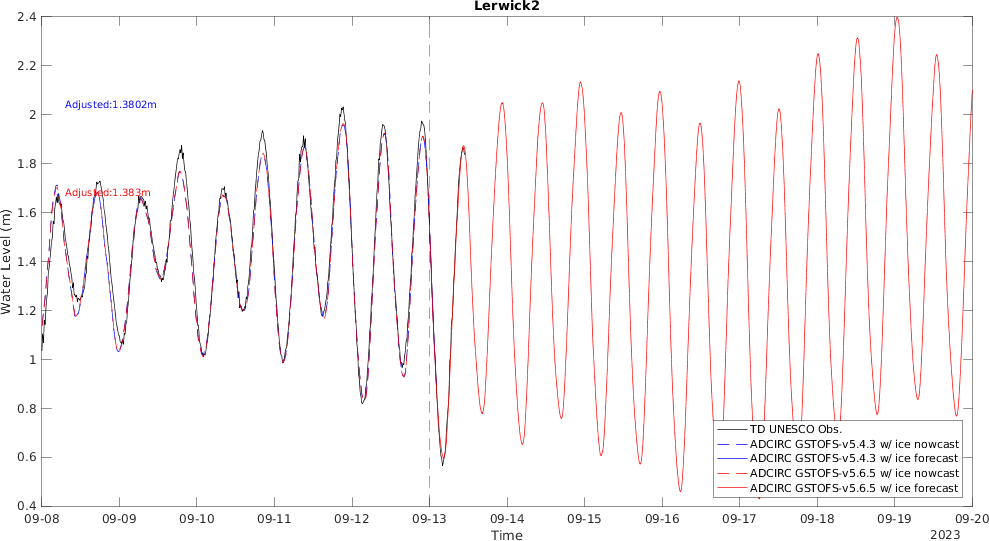 Lerwick2
2.4
2.2
2
1.8
1.6
1.4
1.2
1
0.8
0.6
0.4
Water Level (m)
Adjusted:1.3802m
Adjusted:1.383m
TD UNESCO Obs.
ADCIRC GSTOFS-v5.4.3 w/ ice nowcast
ADCIRC GSTOFS-v5.4.3 w/ ice forecast
ADCIRC GSTOFS-v5.6.5 w/ ice nowcast
ADCIRC GSTOFS-v5.6.5 w/ ice forecast
09-08 09-09 09-10 09-11 09-12 09-13 09-14 09-15 09-16 09-17 09-18 09-19 09-20
Time
2023